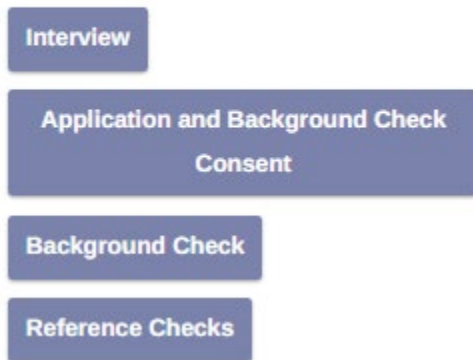 Interview
Application and Background Check
Consent
Background Check
Reference Checks